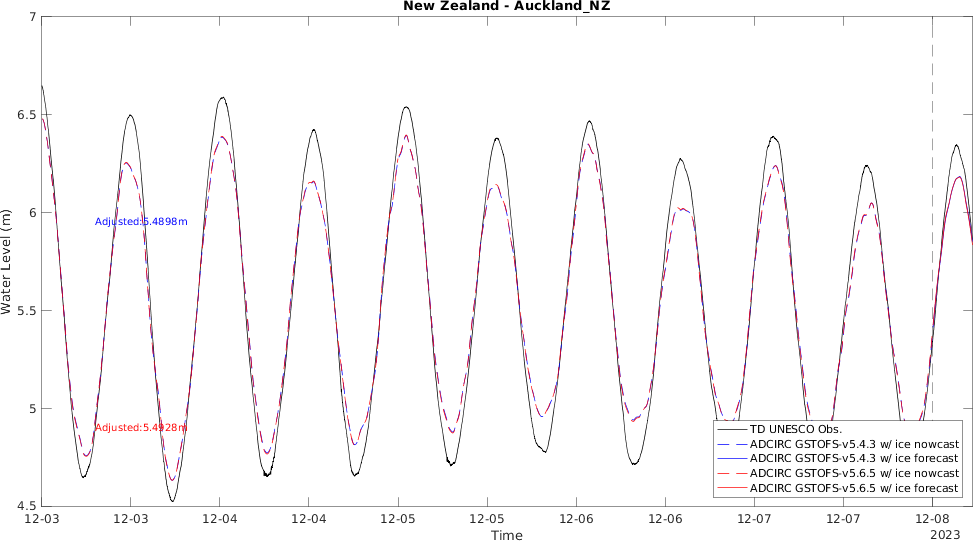 New Zealand - Auckland_NZ
7
6.5
6
5.5
5
4.5
Water Level (m)
Adjusted:5.4898m
Adjusted:5.4928m
TD UNESCO Obs.
ADCIRC GSTOFS-v5.4.3 w/ ice nowcast
ADCIRC GSTOFS-v5.4.3 w/ ice forecast
ADCIRC GSTOFS-v5.6.5 w/ ice nowcast
ADCIRC GSTOFS-v5.6.5 w/ ice forecast
12-03 12-03 12-04 12-04 12-05 12-05 12-06 12-06 12-07 12-07 12-08
Time
2023